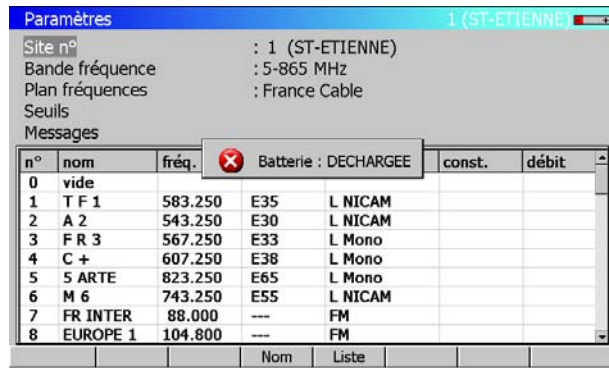 Paramètres 1 (ST-ETIENNE)
Site n° : 1 (ST-ETIENNE)
Bande fréquence : 5-865 MHz
Plan fréquences : France Cable
Seuils
Messages
Batterie : DECHARGEE
n° nom fréq. const. débit
0 vide
1 T F 1 583.250 E35 L NICAM
2 A 2 543.250 E30 L NICAM
3 F R 3 567.250 E33 L Mono
4 C + 607.250 E38 L Mono
5 5 ARTE 823.250 E65 L Mono
6 M 6 743.250 E55 L NICAM
7 FR INTER 88.000 --- FM
8 EUROPE 1 104.800 --- FM
Nom Liste